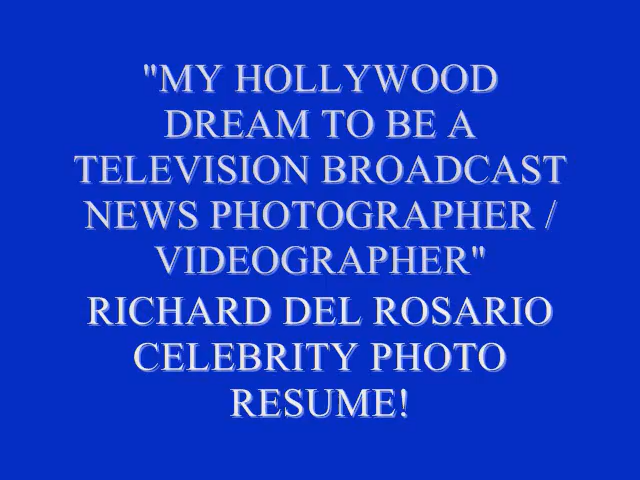 "MY HOLLYWOOD
DREAM TO BE A
TELEVISION BROADCAST
NEWS PHOTOGRAPHER /
VIDEOGRAPHER"
RICHARD DEL ROSARIO
CELEBRITY PHOTO
RESUME!